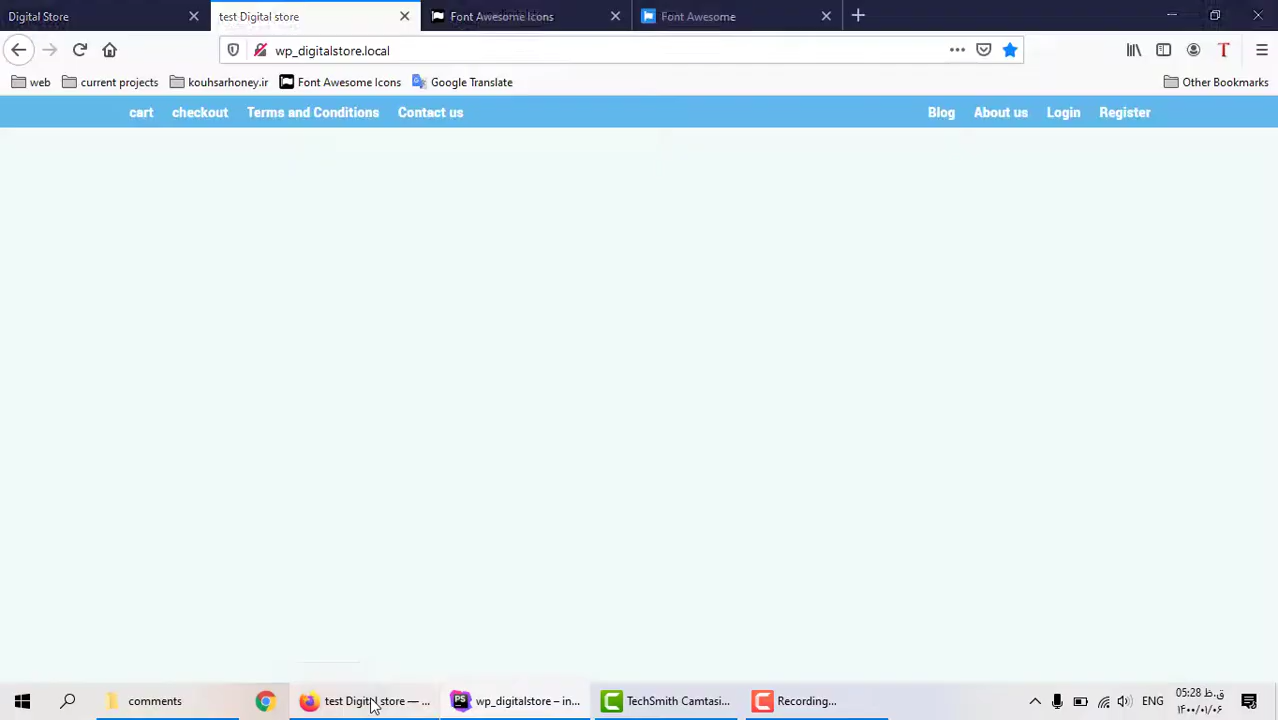 Digital Store
test Digital store
Font Awesome Icons
Font Awesome
wp_digitalstore.local
web
current projects
kouhsarhoney.ir
Font Awesome Icons
Google Translate
Other Bookmarks
cart checkout Terms and Conditions Contact us
Blog About us Login Register
comments
test Digital store — ...
PS
wp_digitalstore – in...
TechSmith Camtasi...
Recording...
ENG
05:28 ق.ظ
۱۴۰۰/۰۱/۰۶